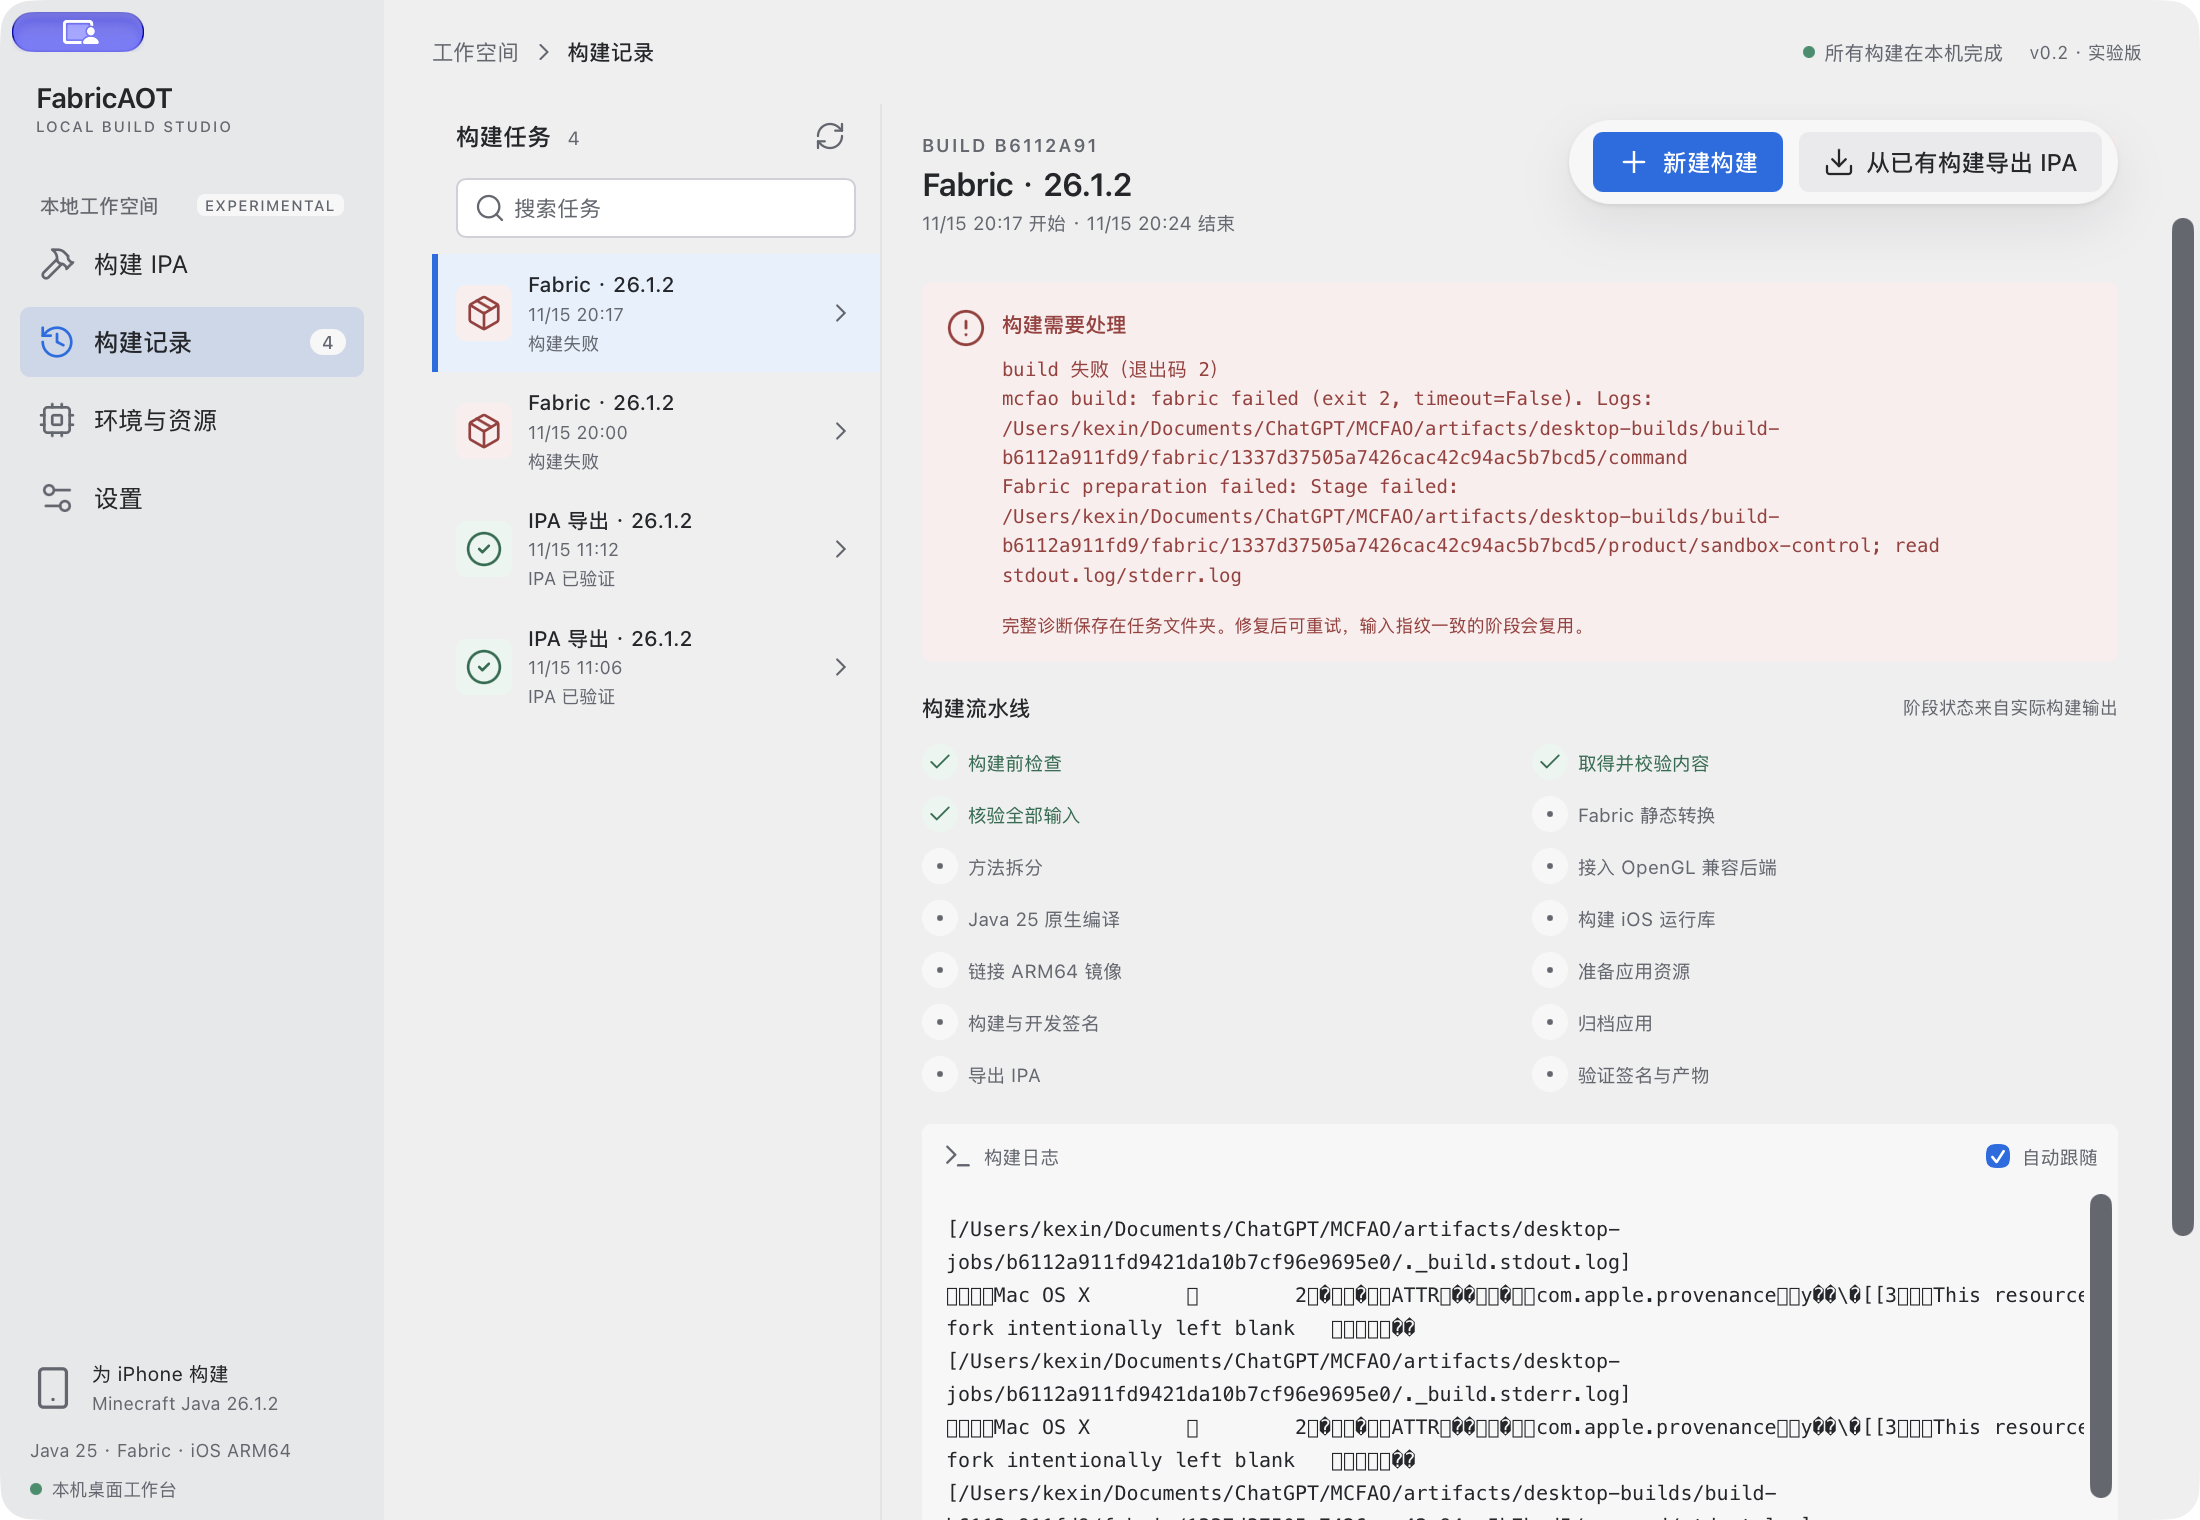 FabricAOT
LOCAL BUILD STUDIO
本地工作空间 EXPERIMENTAL
构建 IPA
构建记录 4
环境与资源
设置
为 iPhone 构建
Minecraft Java 26.1.2
Java 25 · Fabric · iOS ARM64
本机桌面工作台
工作空间 > 构建记录
所有构建在本机完成 v0.2 · 实验版
构建任务 4
搜索任务
Fabric · 26.1.2
11/15 20:17
构建失败
Fabric · 26.1.2
11/15 20:00
构建失败
IPA 导出 · 26.1.2
11/15 11:12
IPA 已验证
IPA 导出 · 26.1.2
11/15 11:06
IPA 已验证
BUILD B6112A91
Fabric · 26.1.2
11/15 20:17 开始 · 11/15 20:24 结束
新建构建
从已有构建导出 IPA
构建需要处理
build 失败（退出码 2）
mcfao build: fabric failed (exit 2, timeout=False). Logs:
/Users/kexin/Documents/ChatGPT/MCFAO/artifacts/desktop-builds/build-
b6112a911fd9/fabric/1337d37505a7426cac42c94ac5b7bcd5/command
Fabric preparation failed: Stage failed:
/Users/kexin/Documents/ChatGPT/MCFAO/artifacts/desktop-builds/build-
b6112a911fd9/fabric/1337d37505a7426cac42c94ac5b7bcd5/product/sandbox-control; read
stdout.log/stderr.log
完整诊断保存在任务文件夹。修复后可重试，输入指纹一致的阶段会复用。
构建流水线
阶段状态来自实际构建输出
构建前检查
取得并校验内容
核验全部输入
Fabric 静态转换
方法拆分
接入 OpenGL 兼容后端
Java 25 原生编译
构建 iOS 运行库
链接 ARM64 镜像
准备应用资源
构建与开发签名
归档应用
导出 IPA
验证签名与产物
构建日志
自动跟随
[/Users/kexin/Documents/ChatGPT/MCFAO/artifacts/desktop-
jobs/b6112a911fd9421da10b7cf96e9695e0/._build.stdout.log]
Mac OS X 2 ATTR com.apple.provenance y \ [[3 This resource
fork intentionally left blank
[/Users/kexin/Documents/ChatGPT/MCFAO/artifacts/desktop-
jobs/b6112a911fd9421da10b7cf96e9695e0/._build.stderr.log]
Mac OS X 2 ATTR com.apple.provenance y \ [[3 This resource
fork intentionally left blank
[/Users/kexin/Documents/ChatGPT/MCFAO/artifacts/desktop-builds/build-